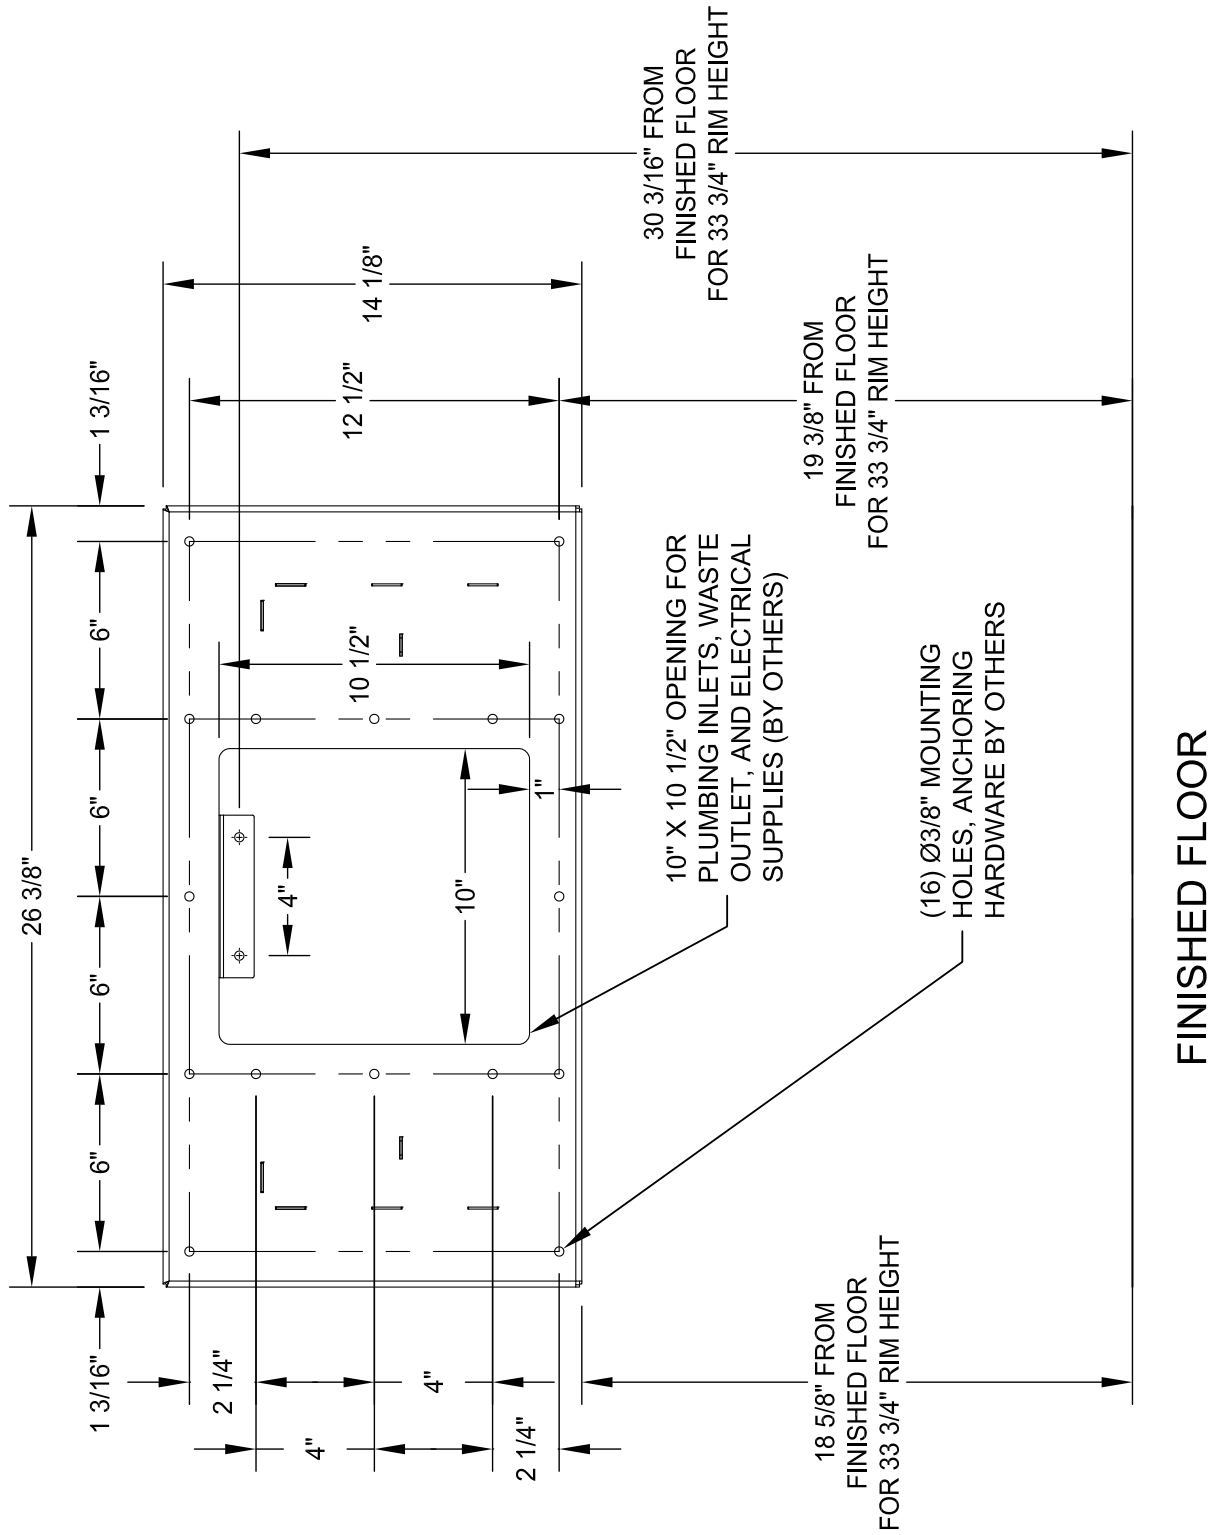 26 3/8"
1 3/16"
6"
6"
6"
6"
1 3/16"
2 1/4"
4"
4"
2 1/4"
4"
10"
10 1/2"
1"
12 1/2"
14 1/8"
30 3/16" FROM
FINISHED FLOOR
FOR 33 3/4" RIM HEIGHT
19 3/8" FROM
FINISHED FLOOR
FOR 33 3/4" RIM HEIGHT
18 5/8" FROM
FINISHED FLOOR
FOR 33 3/4" RIM HEIGHT
10" X 10 1/2" OPENING FOR
PLUMBING INLETS, WASTE
OUTLET, AND ELECTRICAL
SUPPLIES (BY OTHERS)
(16) Ø3/8" MOUNTING
HOLES, ANCHORING
HARDWARE BY OTHERS
FINISHED FLOOR